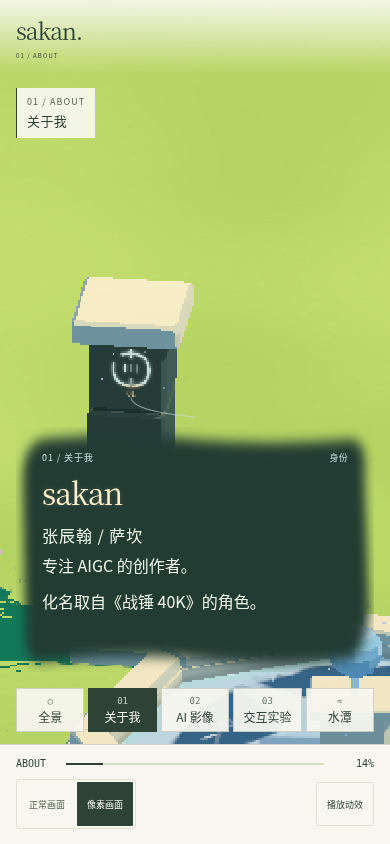 sakan.
01 / ABOUT
01 / ABOUT
关于我
01 / 关于我
身份
sakan
张辰翰 / 萨坎
专注 AIGC 的创作者。
化名取自《战锤 40K》的角色。
○
全景
01
关于我
02
AI 影像
03
交互实验
≈
水潭
ABOUT
14%
正常画面
像素画面
播放动效